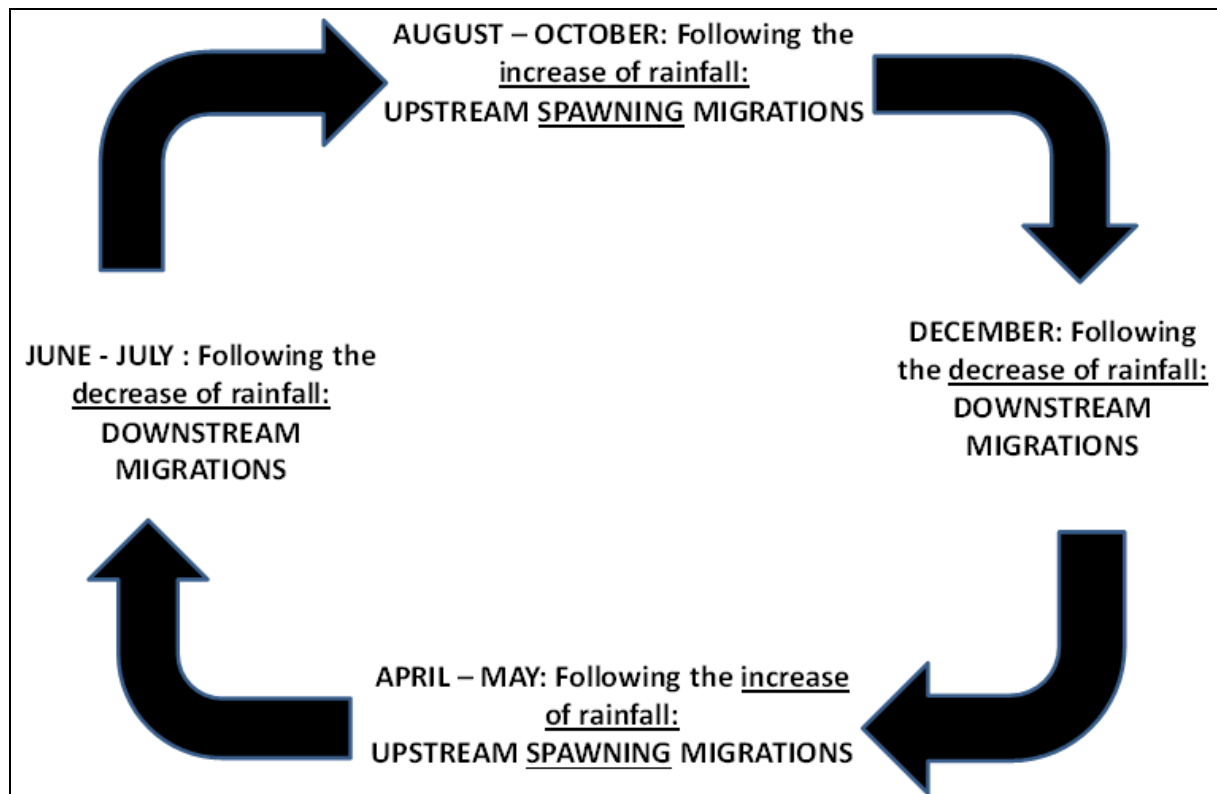 AUGUST – OCTOBER: Following the
increase of rainfall:
UPSTREAM SPAWNING MIGRATIONS
DECEMBER: Following
the decrease of rainfall:
DOWNSTREAM
MIGRATIONS
APRIL – MAY: Following the increase
of rainfall:
UPSTREAM SPAWNING MIGRATIONS
JUNE - JULY : Following the
decrease of rainfall:
DOWNSTREAM
MIGRATIONS